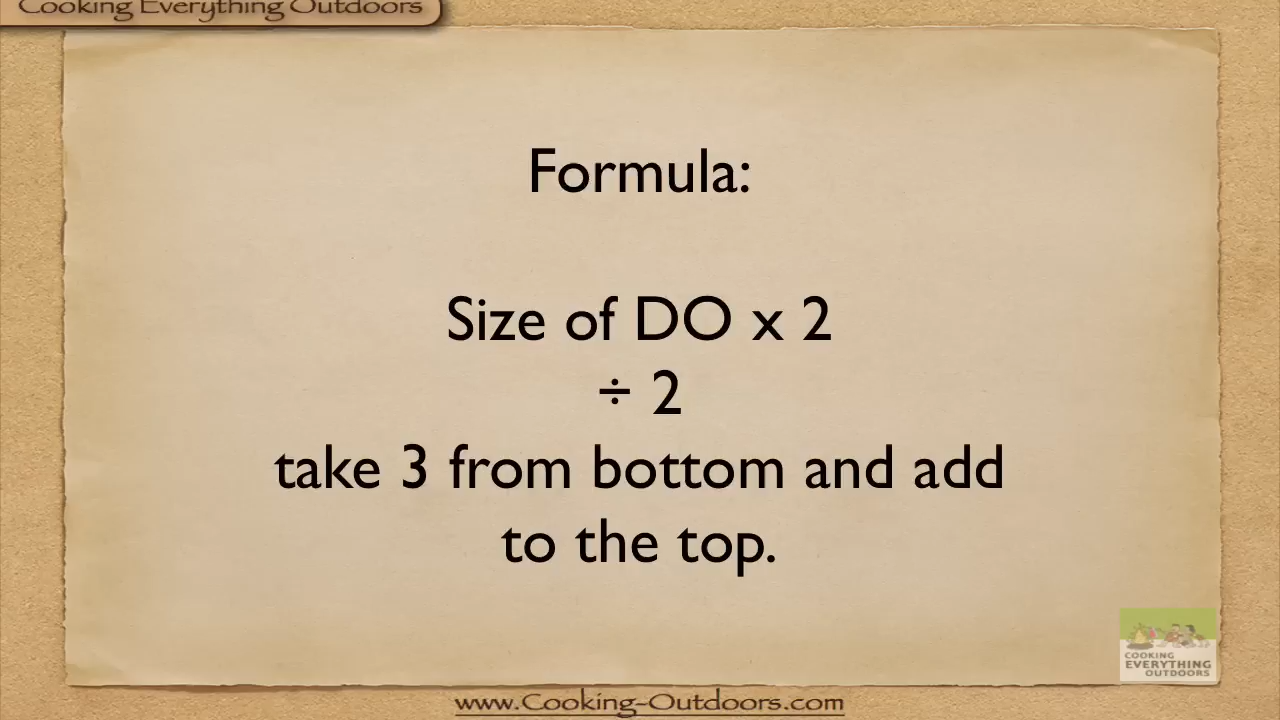 Cooking Everything Outdoors
Formula:
Size of DO x 2
÷ 2
take 3 from bottom and add
to the top.
COOKING
EVERYTHING
OUTDOORS
www.Cooking-Outdoors.com